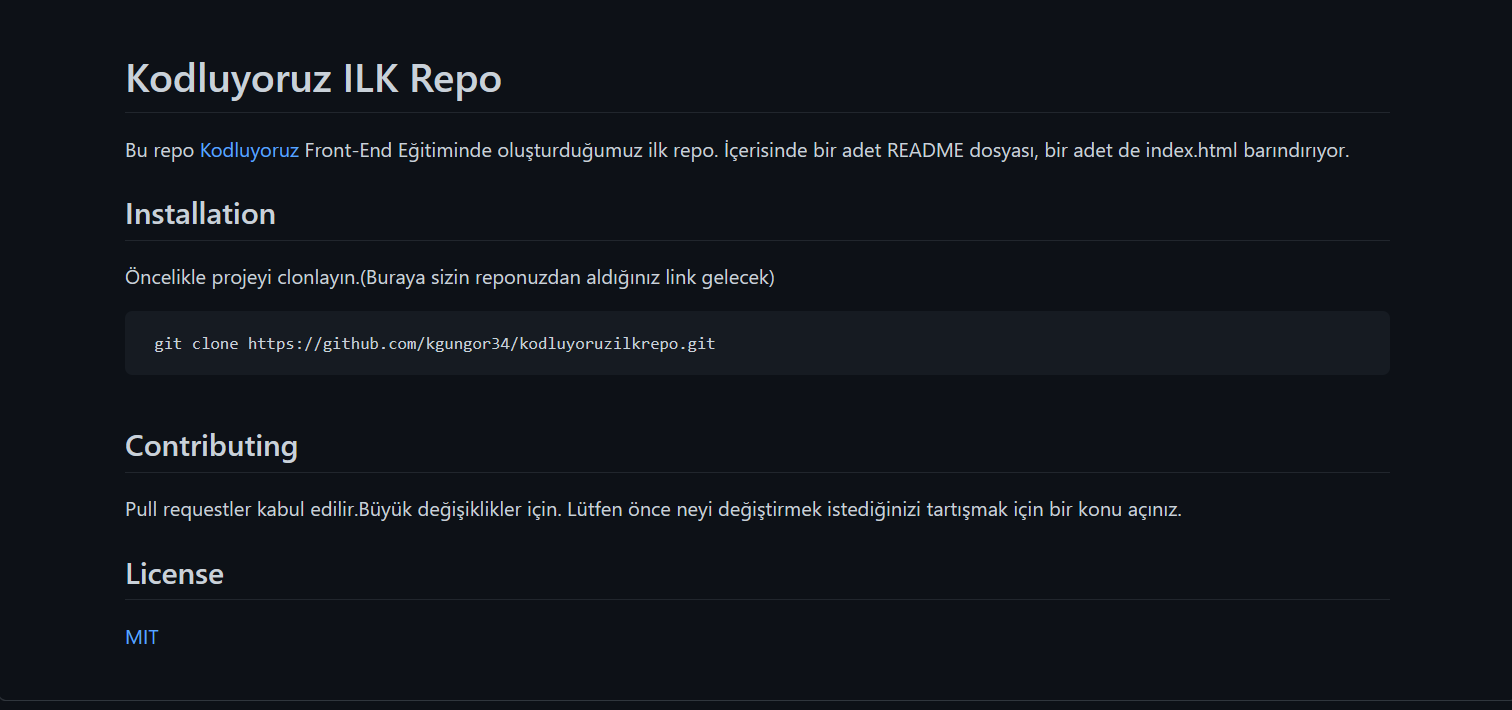 Kodluyoruz ILK Repo
Bu repo Kodluyoruz Front-End Eğitiminde oluşturduğumuz ilk repo. İçerisinde bir adet README dosyası, bir adet de index.html barındırıyor.
Installation
Öncelikle projeyi clonlayın.(Buraya sizin reponuzdan aldığınız link gelecek)
git clone https://github.com/kgungor34/kodluyoruzilkrepo.git
Contributing
Pull requestler kabul edilir.Büyük değişiklikler için. Lütfen önce neyi değiştirmek istediğinizi tartışmak için bir konu açınız.
License
MIT